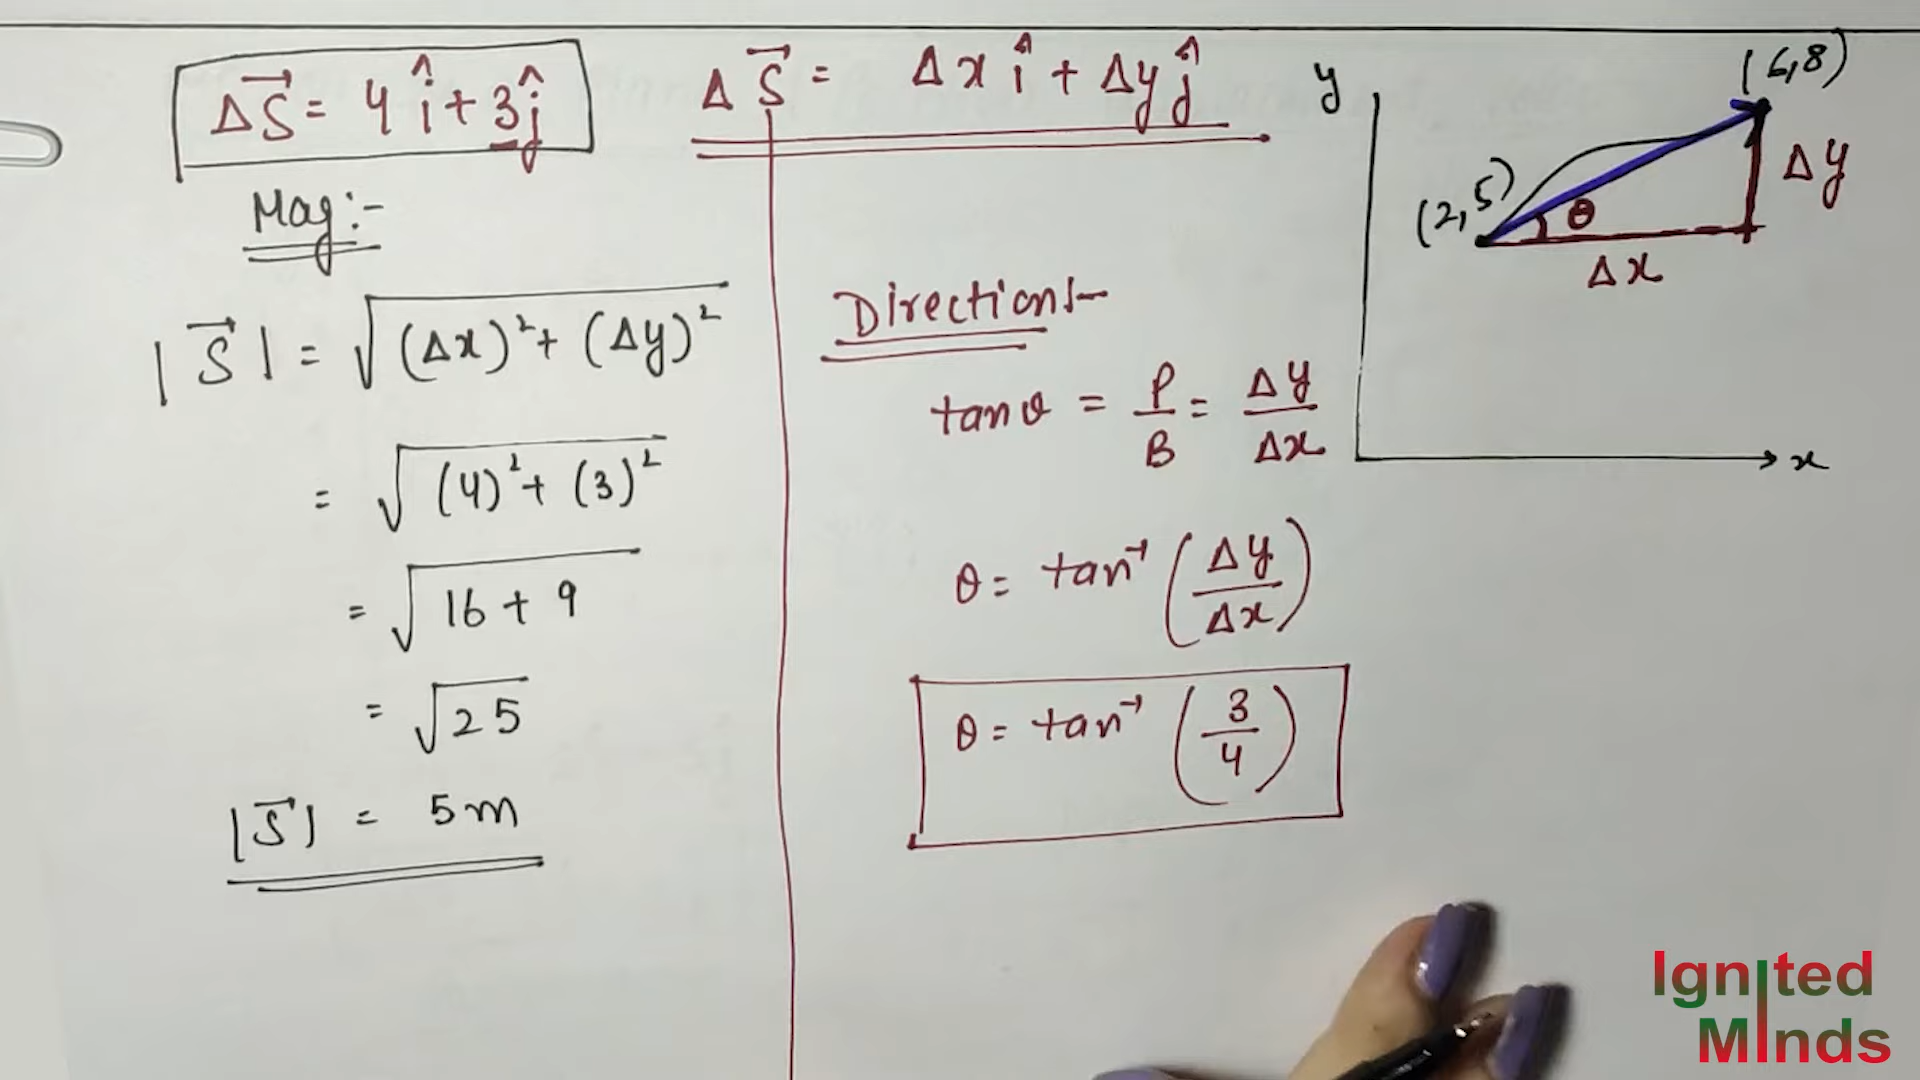 ΔS⃗ = 4î + 3ĵ
ΔS⃗ = Δx î + Δy ĵ
Mag:-
|S⃗| = √(Δx)² + (Δy)²
= √(4)² + (3)²
= √16 + 9
= √25
|S⃗| = 5m
Direction:-
tanθ = P/B = Δy/Δx
θ = tan⁻¹ (Δy/Δx)
θ = tan⁻¹ (3/4)
y
(6,8)
(2,5)
θ
Δy
Δx
x
Ignited
Minds